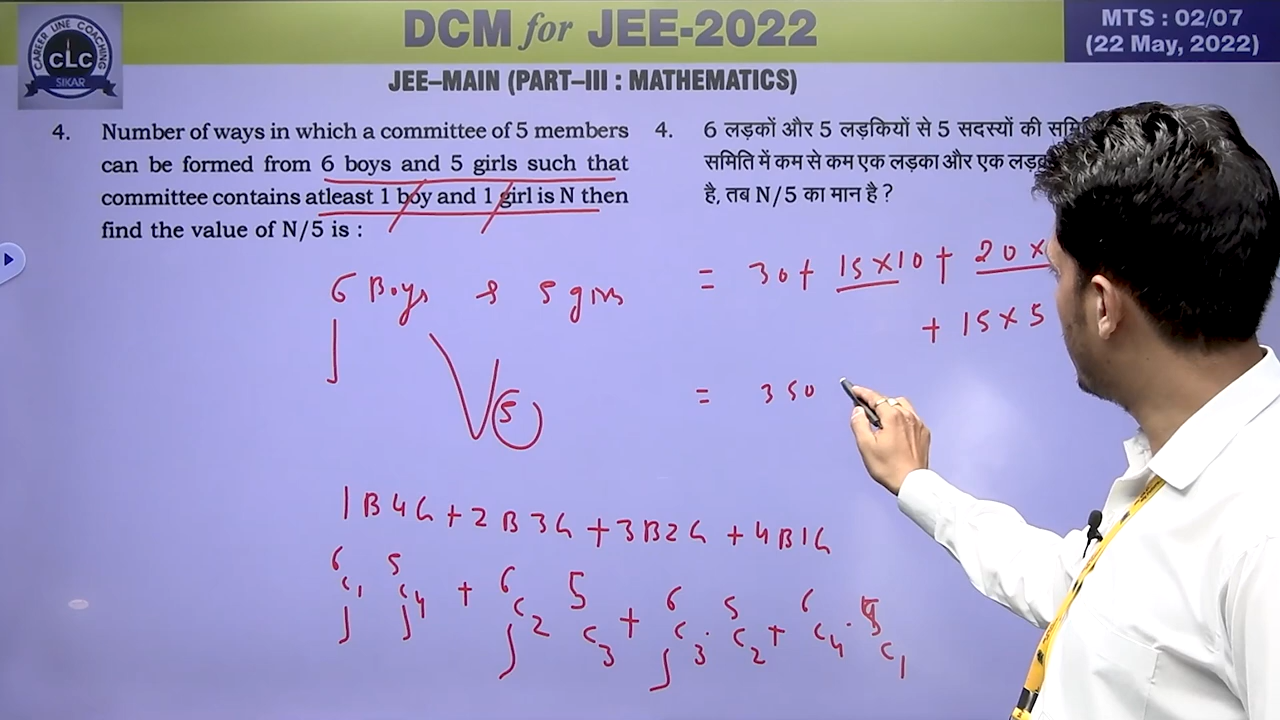 DCM for JEE-2022
MTS : 02/07
(22 May, 2022)
CAREER LINE COACHING
CLC
SIKAR
JEE–MAIN (PART–III : MATHEMATICS)
4. Number of ways in which a committee of 5 members
can be formed from 6 boys and 5 girls such that
committee contains atleast 1 boy and 1 girl is N then
find the value of N/5 is :
4. 6 लड़कों और 5 लड़कियों से 5 सदस्यों की
समिति में कम से कम एक लड़का और एक
है, तब N/5 का मान है ?
6 Boys & 5 girls
5
= 30 + 15×10 + 20×
+ 15×5
= 350
1B4G + 2B3G + 3B2G + 4B1G
6C1 5C4 + 6C2 5C3 + 6C3 · 5C2 + 6C4 · 5C1